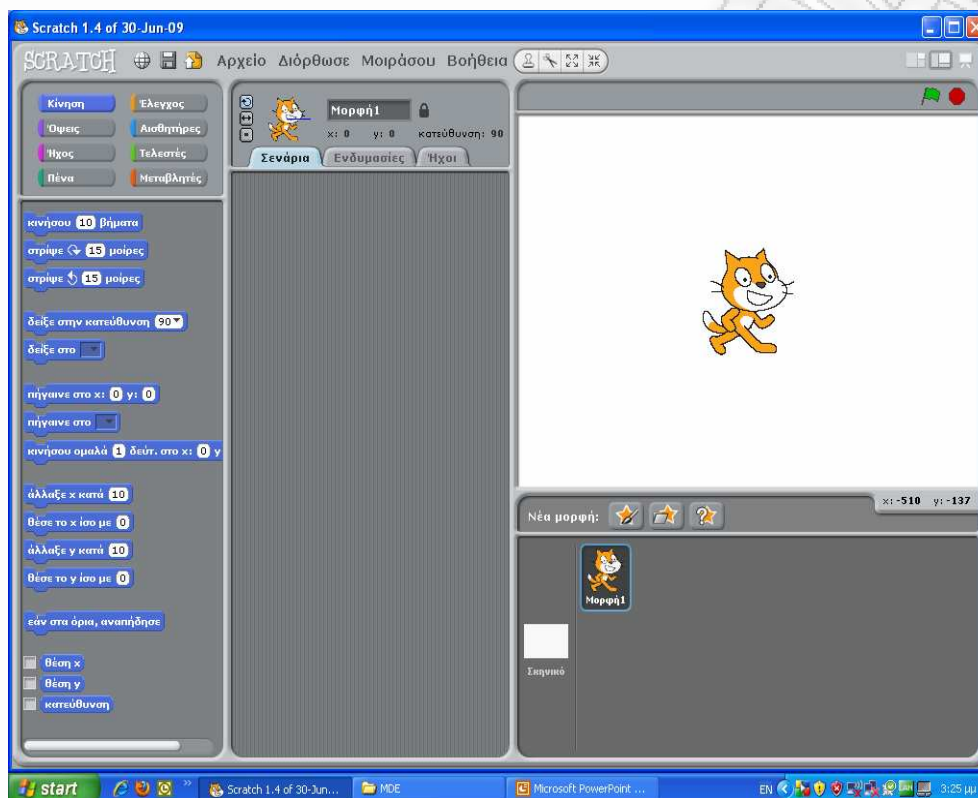 Scratch 1.4 of 30-Jun-09
SCRATCH Αρχείο Διόρθωσε Μοιράσου Βοήθεια
Κίνηση Έλεγχος
Όψεις Αισθητήρες
Ήχος Τελεστές
Πένα Μεταβλητές
κινήσου 10 βήματα
στρίψε 15 μοίρες
στρίψε 15 μοίρες
δείξε στην κατεύθυνση 90
δείξε στο
πήγαινε στο x: 0 y: 0
πήγαινε στο
κινήσου ομαλά 1 δεύτ. στο x: 0 y
άλλαξε x κατά 10
θέσε το x ίσο με 0
άλλαξε y κατά 10
θέσε το y ίσο με 0
εάν στα όρια, αναπήδησε
θέση x
θέση y
κατεύθυνση
Μορφή1
x: 0 y: 0 κατεύθυνση: 90
Σενάρια Ενδυμασίες Ήχοι
x: -510 y: -137
Νέα μορφή:
Μορφή1
Σκηνικό
start Scratch 1.4 of 30-Jun... MDE Microsoft PowerPoint ... EN 3:25 μμ